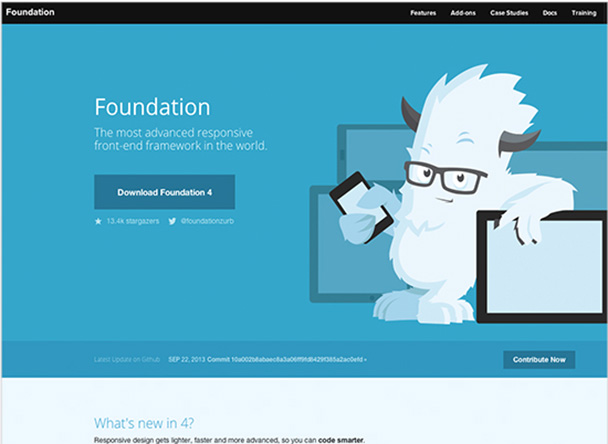 Foundation
Features Add-ons Case Studies Docs Training
Foundation
The most advanced responsive
front-end framework in the world.
Download Foundation 4
13.4k stargazers @foundationzurb
Latest Update on Github SEP 22, 2013 Commit
Contribute Now
What's new in 4?
Responsive design gets lighter, faster and more advanced, so you can code smarter.